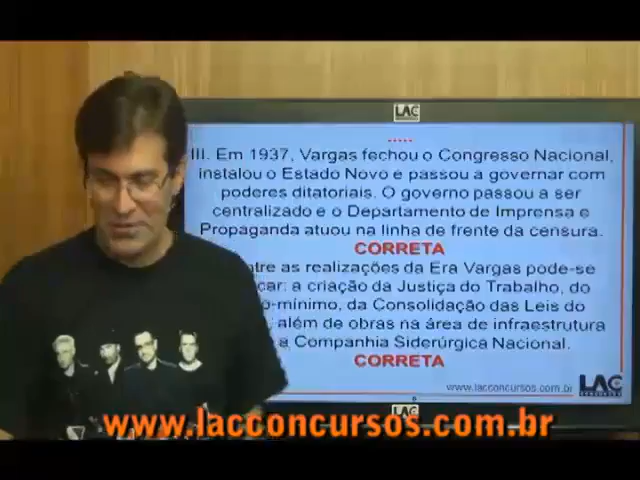 LAC
III. Em 1937, Vargas fechou o Congresso Nacional,
instalou o Estado Novo e passou a governar com
poderes ditatoriais. O governo passou a ser
centralizado e o Departamento de Imprensa e
Propaganda atuou na linha de frente da censura.
CORRETA
ntre as realizações da Era Vargas pode-se
car: a criação da Justiça do Trabalho, do
o-mínimo, da Consolidação das Leis do
, além de obras na área de infraestrutura
a Companhia Siderúrgica Nacional.
CORRETA
www.lacconcursos.com.br
LAC
LAC
www.lacconcursos.com.br